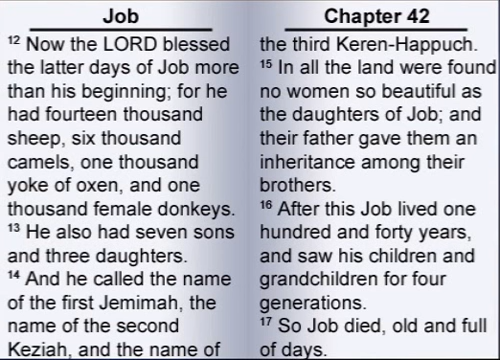 Job
¹² Now the LORD blessed
the latter days of Job more
than his beginning; for he
had fourteen thousand
sheep, six thousand
camels, one thousand
yoke of oxen, and one
thousand female donkeys.
¹³ He also had seven sons
and three daughters.
¹⁴ And he called the name
of the first Jemimah, the
name of the second
Keziah, and the name of
Chapter 42
the third Keren-Happuch.
¹⁵ In all the land were found
no women so beautiful as
the daughters of Job; and
their father gave them an
inheritance among their
brothers.
¹⁶ After this Job lived one
hundred and forty years,
and saw his children and
grandchildren for four
generations.
¹⁷ So Job died, old and full
of days.